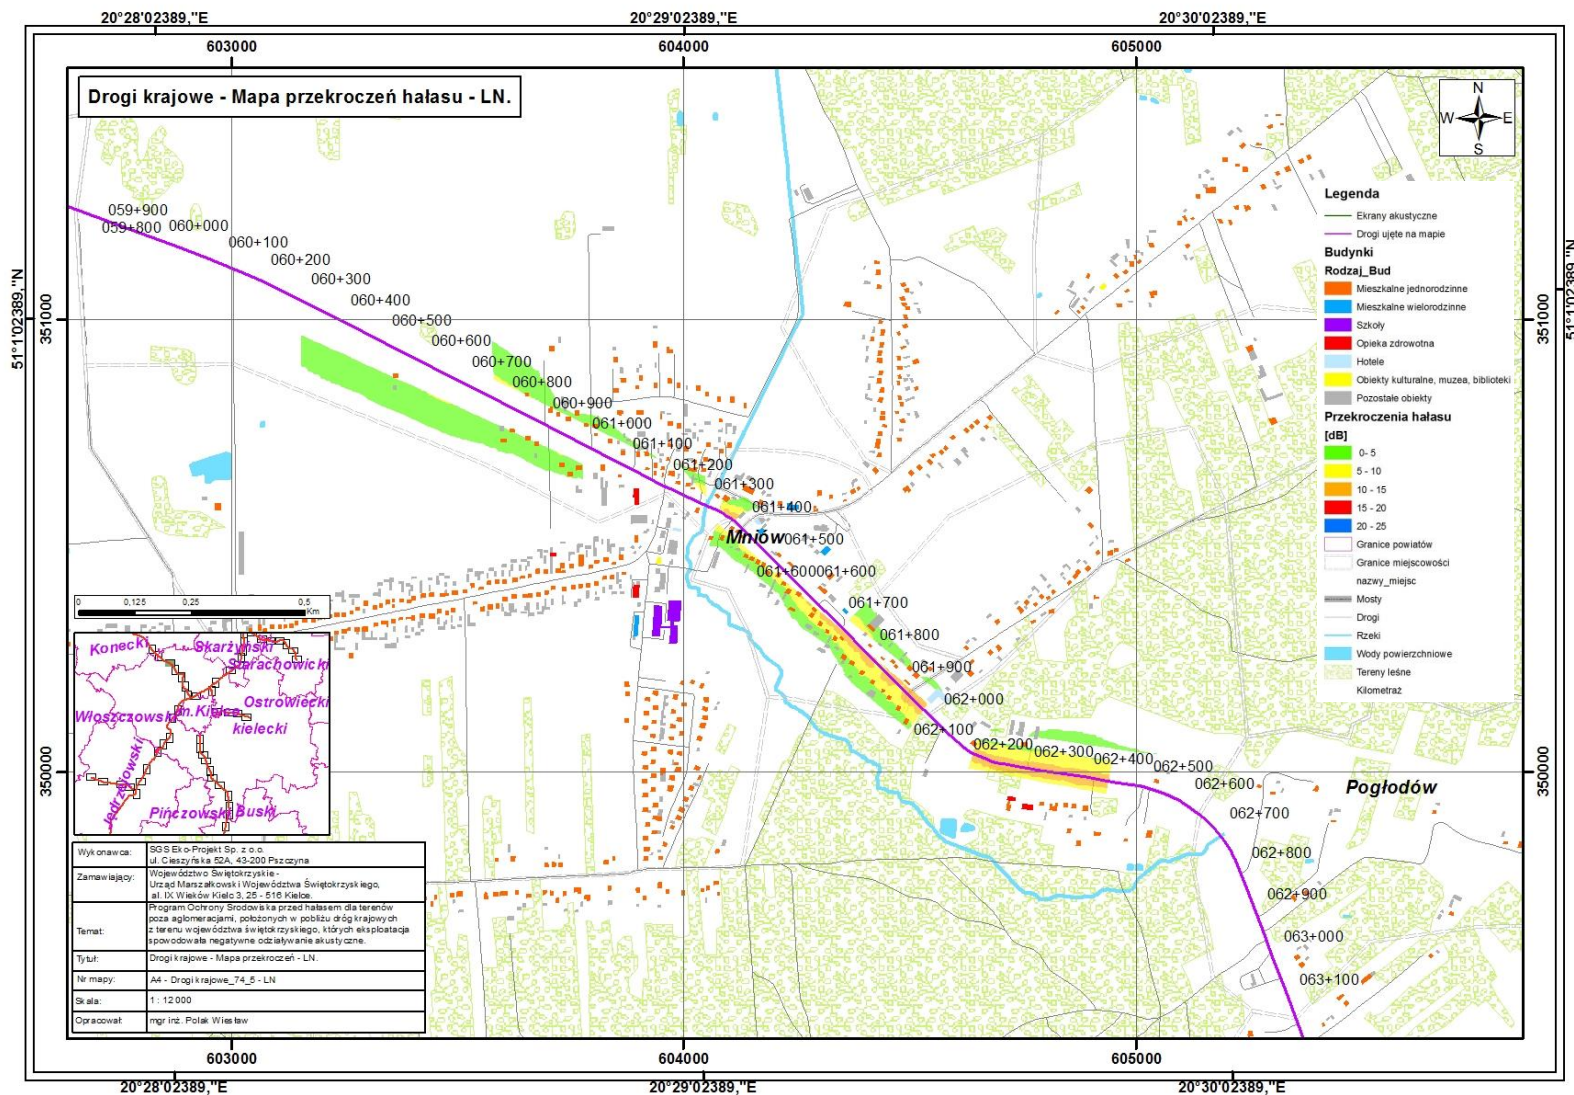 20°28'02389,"E
20°29'02389,"E
20°30'02389,"E
603000
604000
605000
Drogi krajowe - Mapa przekroczeń hałasu - LN.
N
W
E
S
51°1'02389,"N
351000
350000
351000
350000
51°1'02389,"N
059+900
059+800
060+000
060+100
060+200
060+300
060+400
060+500
060+600
060+700
060+800
060+900
061+000
061+100
061+200
061+300
061+400
Mniów
061+500
061+600
061+600
061+700
061+800
061+900
062+000
062+100
062+200
062+300
062+400
062+500
062+600
062+700
062+800
062+900
063+000
063+100
Pogłodów
Legenda
Ekrany akustyczne
Drogi ujęte na mapie
Budynki
Rodzaj_Bud
Mieszkalne jednorodzinne
Mieszkalne wielorodzinne
Szkoły
Opieka zdrowotna
Hotele
Obiekty kulturalne, muzea, biblioteki
Pozostałe obiekty
Przekroczenia hałasu
[dB]
0- 5
5 - 10
10 - 15
15 - 20
20 - 25
Granice powiatów
Granice miejscowości
nazwy_miejsc
Mosty
Drogi
Rzeki
Wody powierzchniowe
Tereny leśne
Kilometraż
0 0,125 0,25 0,5
Km
Konecki
Skarżyński
Starachowicki
Ostrowiecki
Włoszczowski
m.Kielce
kielecki
Jędrzejowski
Pińczowski
Buski
Wykonawca: SGS Eko-Projekt Sp. z o.o.
ul. Cieszyńska 52A, 43-200 Pszczyna
Zamawiający: Województwo Świętokrzyskie -
Urząd Marszałkowski Województwa Świętokrzyskiego,
al. IX Wieków Kielc 3, 25 - 516 Kielce.
Temat: Program Ochrony Środowiska przed hałasem dla terenów
poza aglomeracjami, położonych w pobliżu dróg krajowych
z terenu województwa świętokrzyskiego, których eksploatacja
spowodowała negatywne odziaływanie akustyczne.
Tytuł: Drogi krajowe - Mapa przekroczeń - LN.
Nr mapy: A4 - Drogi krajowe_74_5 - LN
Skala: 1 : 12 000
Opracował: mgr inż. Polak Wiesław
603000
604000
605000
20°28'02389,"E
20°29'02389,"E
20°30'02389,"E